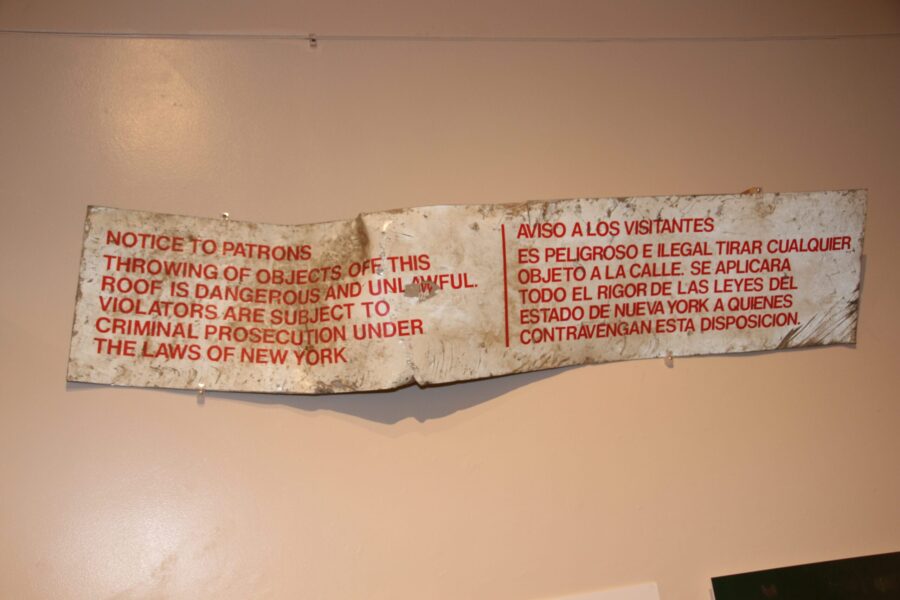 NOTICE TO PATRONS
THROWING OF OBJECTS OFF THIS
ROOF IS DANGEROUS AND UNLAWFUL.
VIOLATORS ARE SUBJECT TO
CRIMINAL PROSECUTION UNDER
THE LAWS OF NEW YORK
AVISO A LOS VISITANTES
ES PELIGROSO E ILEGAL TIRAR CUALQUIER
OBJETO A LA CALLE. SE APLICARA
TODO EL RIGOR DE LAS LEYES DEL
ESTADO DE NUEVA YORK A QUIENES
CONTRAVENGAN ESTA DISPOSICION.